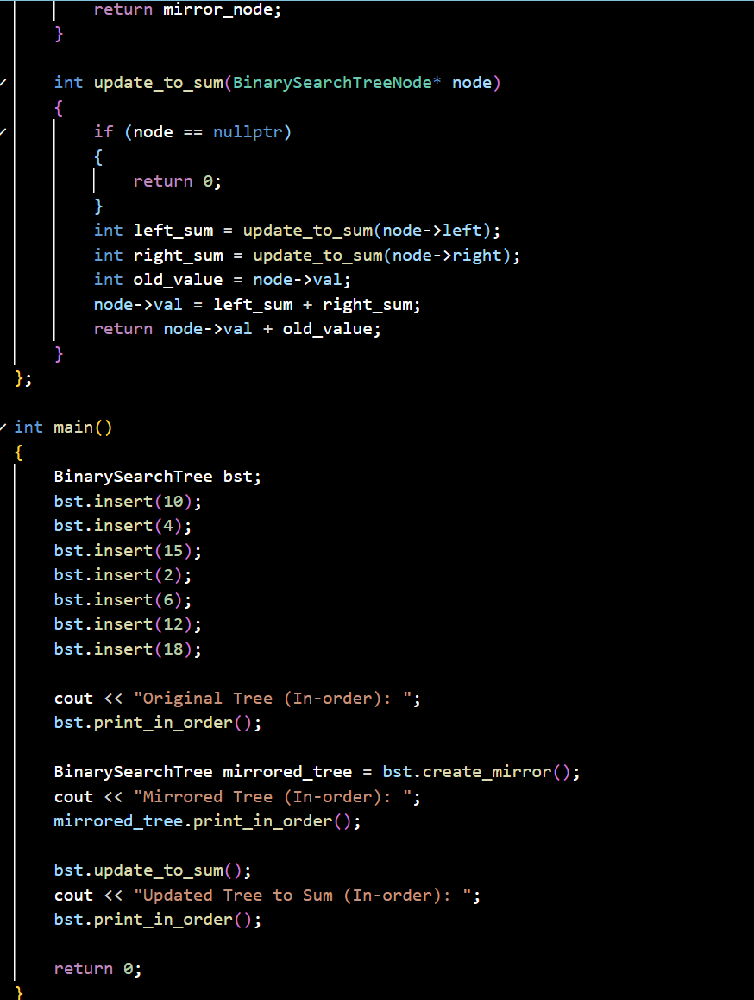 return mirror_node;
}
int update_to_sum(BinarySearchTreeNode* node)
{
if (node == nullptr)
{
return 0;
}
int left_sum = update_to_sum(node->left);
int right_sum = update_to_sum(node->right);
int old_value = node->val;
node->val = left_sum + right_sum;
return node->val + old_value;
}
};
int main()
{
BinarySearchTree bst;
bst.insert(10);
bst.insert(4);
bst.insert(15);
bst.insert(2);
bst.insert(6);
bst.insert(12);
bst.insert(18);
cout << "Original Tree (In-order): ";
bst.print_in_order();
BinarySearchTree mirrored_tree = bst.create_mirror();
cout << "Mirrored Tree (In-order): ";
mirrored_tree.print_in_order();
bst.update_to_sum();
cout << "Updated Tree to Sum (In-order): ";
bst.print_in_order();
return 0;
}